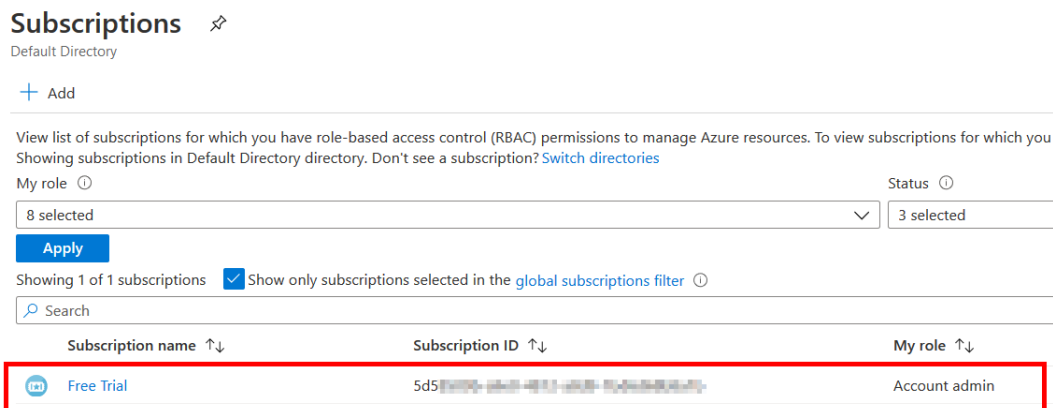 Subscriptions
Default Directory
Add
View list of subscriptions for which you have role-based access control (RBAC) permissions to manage Azure resources. To view subscriptions for which you
Showing subscriptions in Default Directory directory. Don't see a subscription? Switch directories
My role Status
8 selected 3 selected
Apply
Showing 1 of 1 subscriptions Show only subscriptions selected in the global subscriptions filter
Search
Subscription name Subscription ID My role
Free Trial 5d5 Account admin